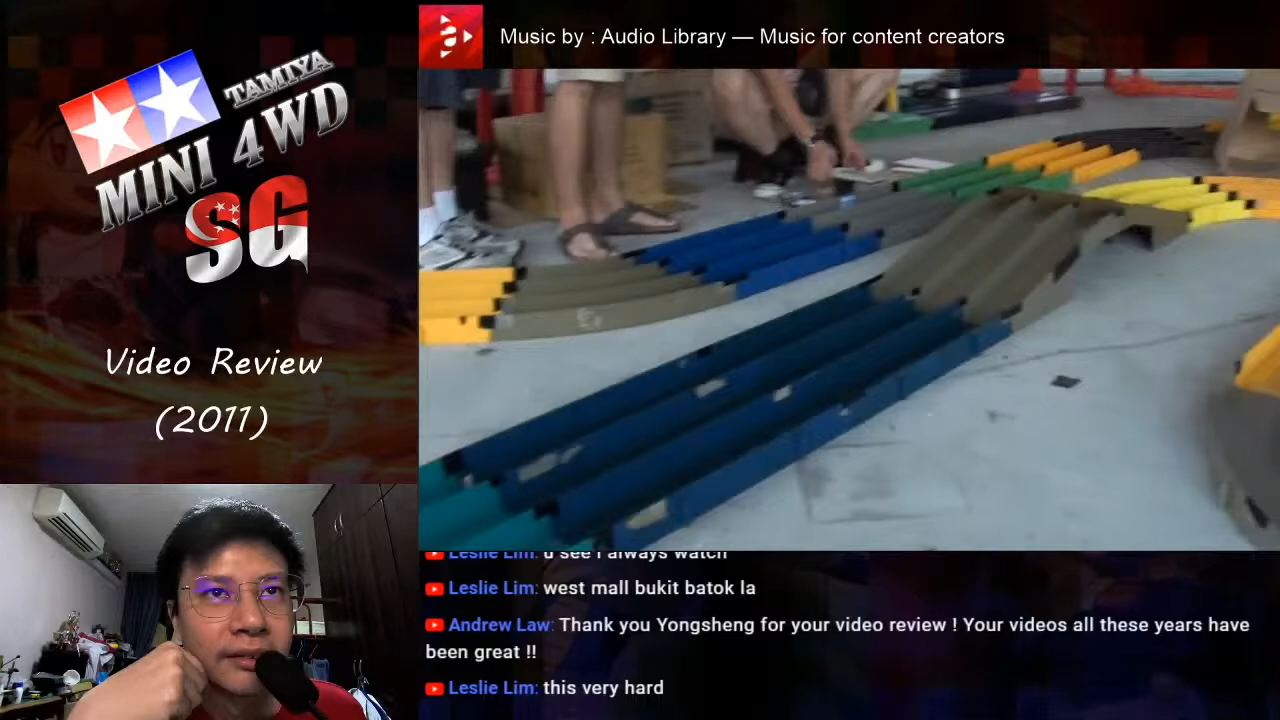 Music by : Audio Library — Music for content creators
TAMIYA
MINI 4WD
SG
Video Review
(2011)
Leslie Lim: u see i always watch
Leslie Lim: west mall bukit batok la
Andrew Law: Thank you Yongsheng for your video review ! Your videos all these years have
been great !!
Leslie Lim: this very hard